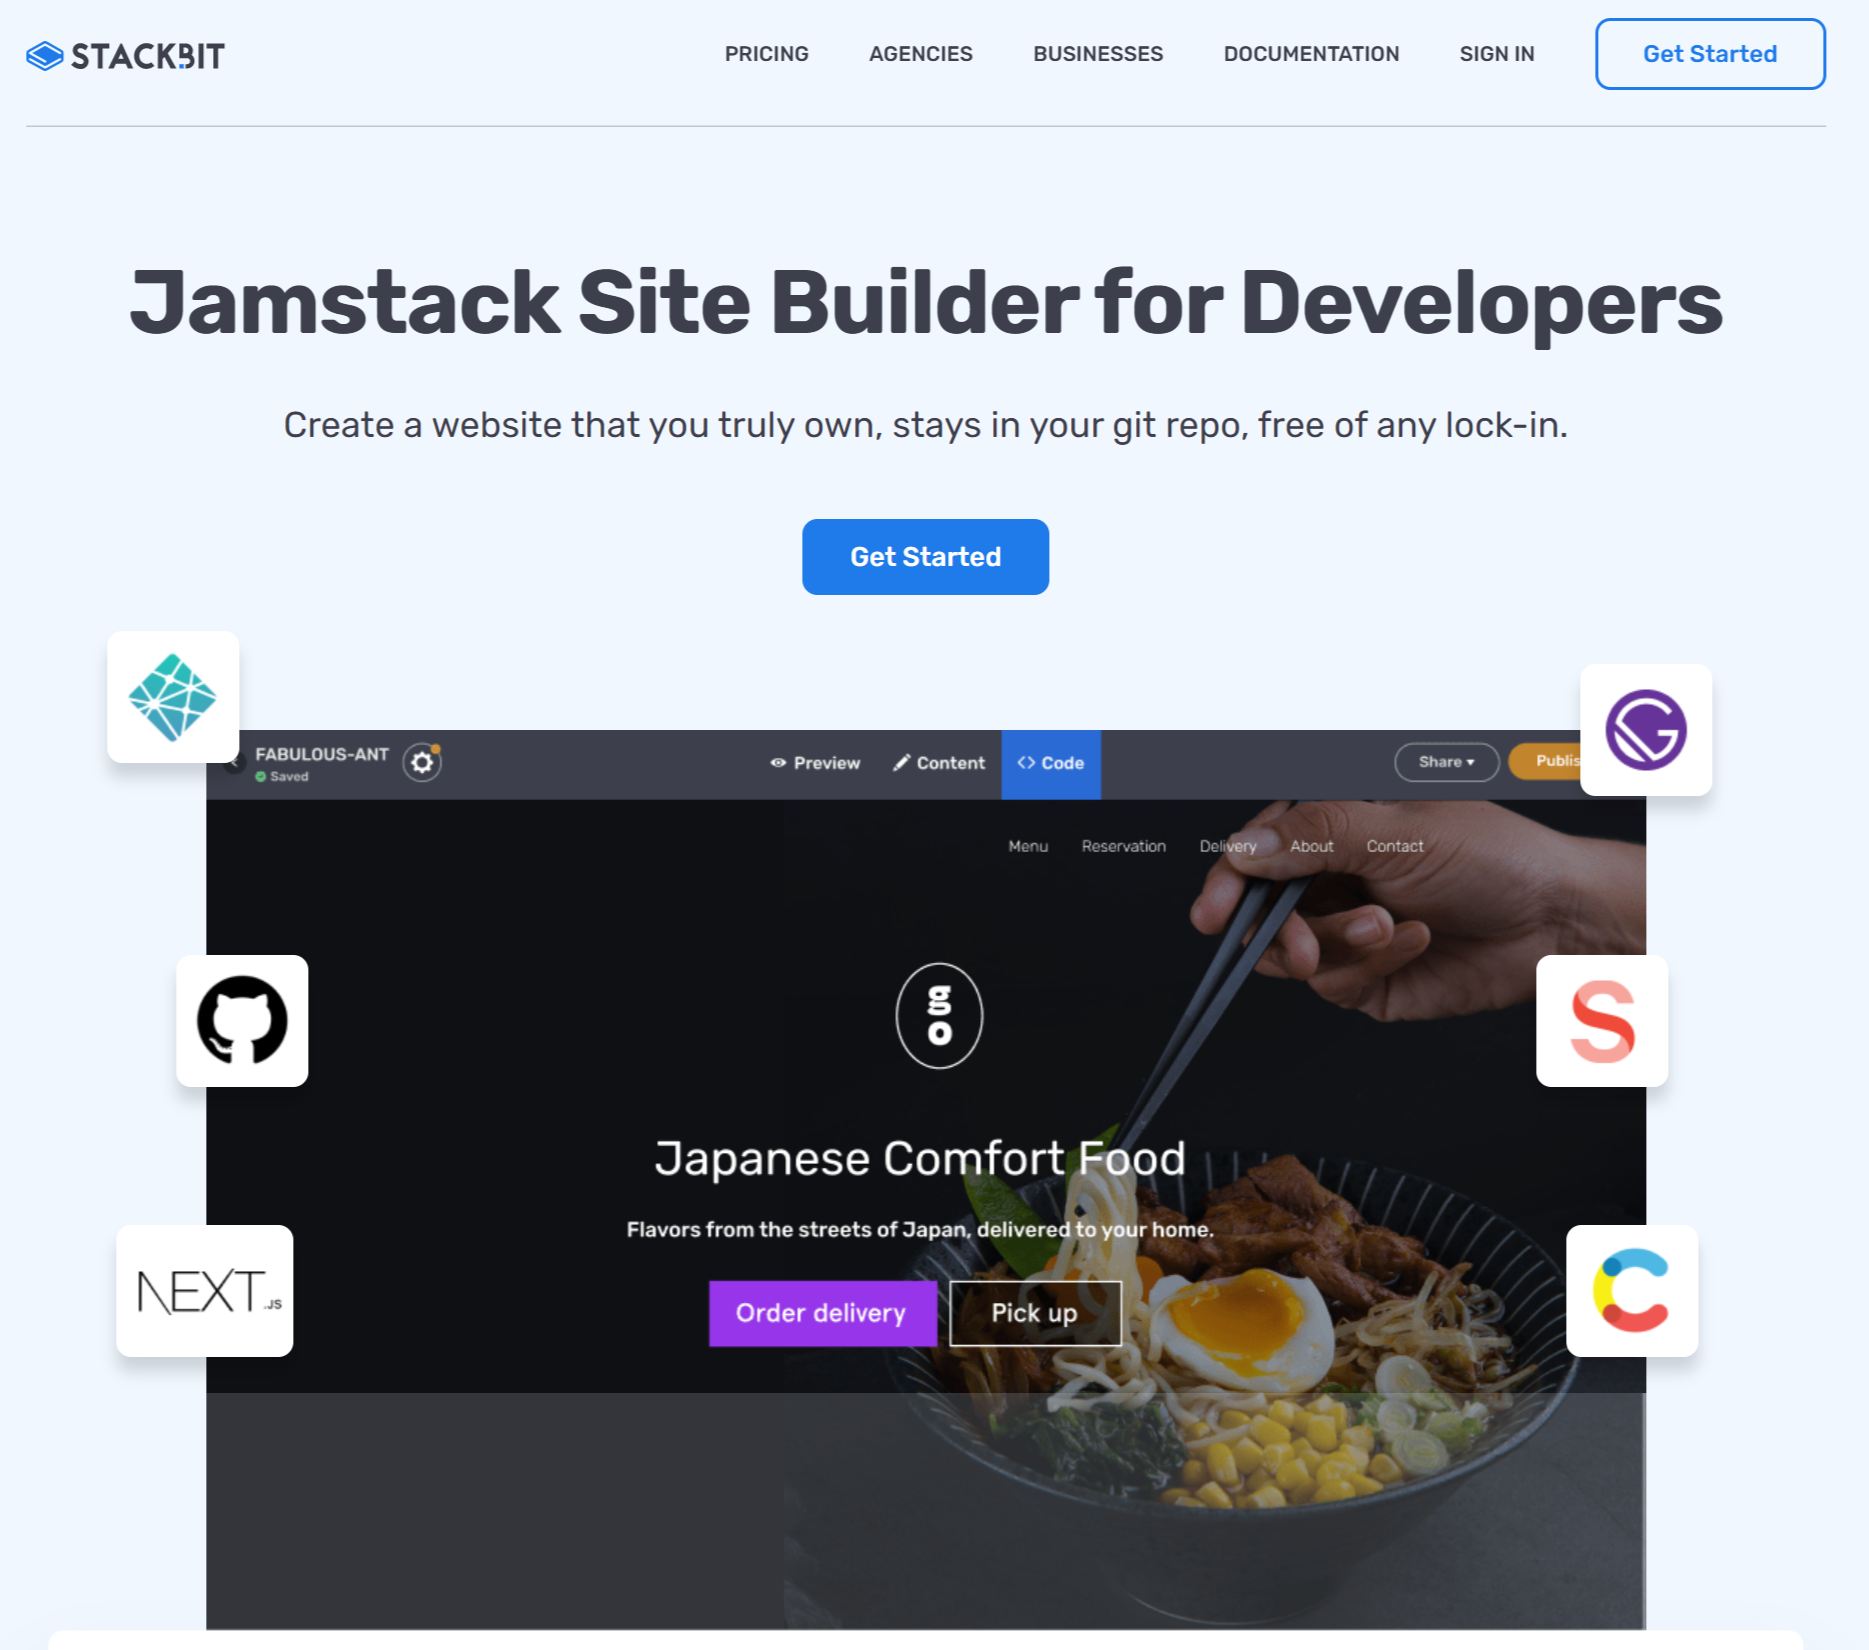 STACKBIT
PRICING AGENCIES BUSINESSES DOCUMENTATION SIGN IN Get Started
Jamstack Site Builder for Developers
Create a website that you truly own, stays in your git repo, free of any lock-in.
Get Started
FABULOUS-ANT
Saved
Preview Content <> Code Share ▾ Publis
Menu Reservation Delivery About Contact
go
Japanese Comfort Food
Flavors from the streets of Japan, delivered to your home.
NEXT.JS
Order delivery Pick up